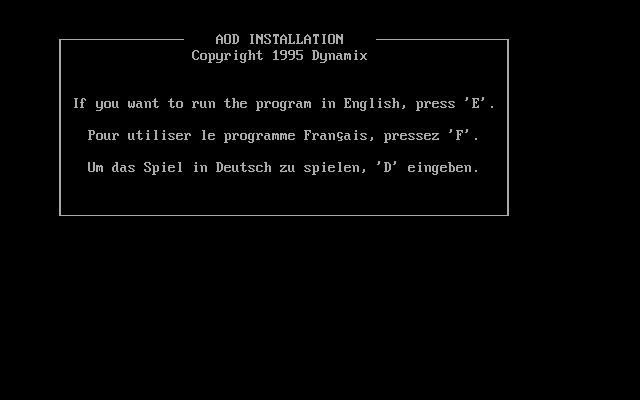 AOD INSTALLATION
Copyright 1995 Dynamix
If you want to run the program in English, press 'E'.
Pour utiliser le programme Français, pressez 'F'.
Um das Spiel in Deutsch zu spielen, 'D' eingeben.